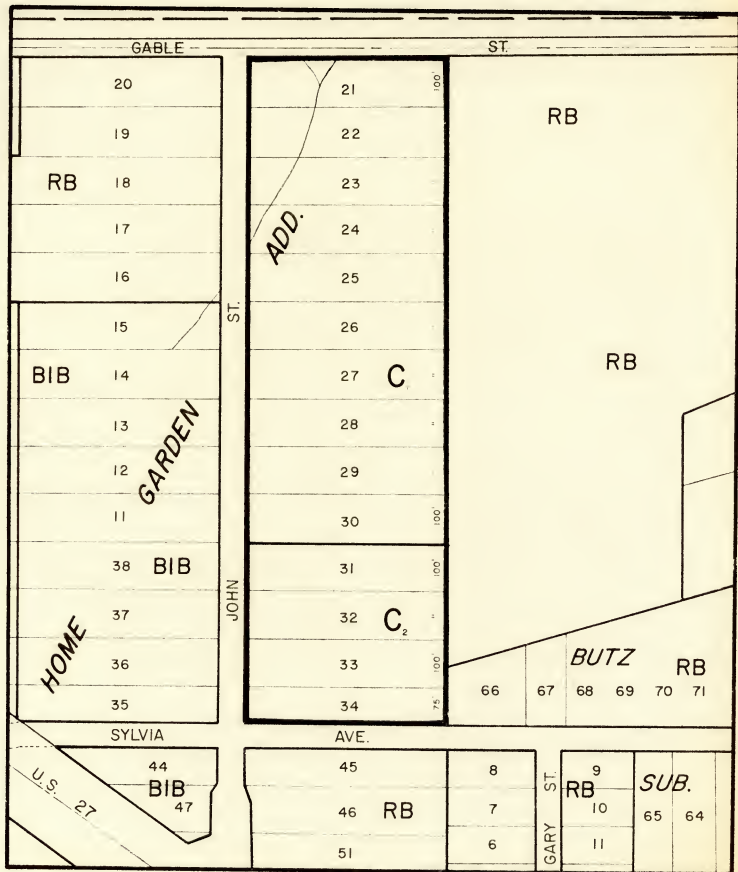 GABLE ST.
20 21 100'
19 22
RB
RB 18 23
17 ADD. 24
16 25
ST.
15 26
RB
BIB 14 27 C
13 28 "
GARDEN
12 29
11 30 100'
38 BIB 31 100'
JOHN
37 32 C2 "
HOME
36 33 100'
BUTZ RB
35 34 75'
66 67 68 69 70 71
SYLVIA AVE.
44 45 8 9
U.S. 27 BIB ST. RB SUB.
47 46 RB 7 10 65 64
51 6 GARY 11